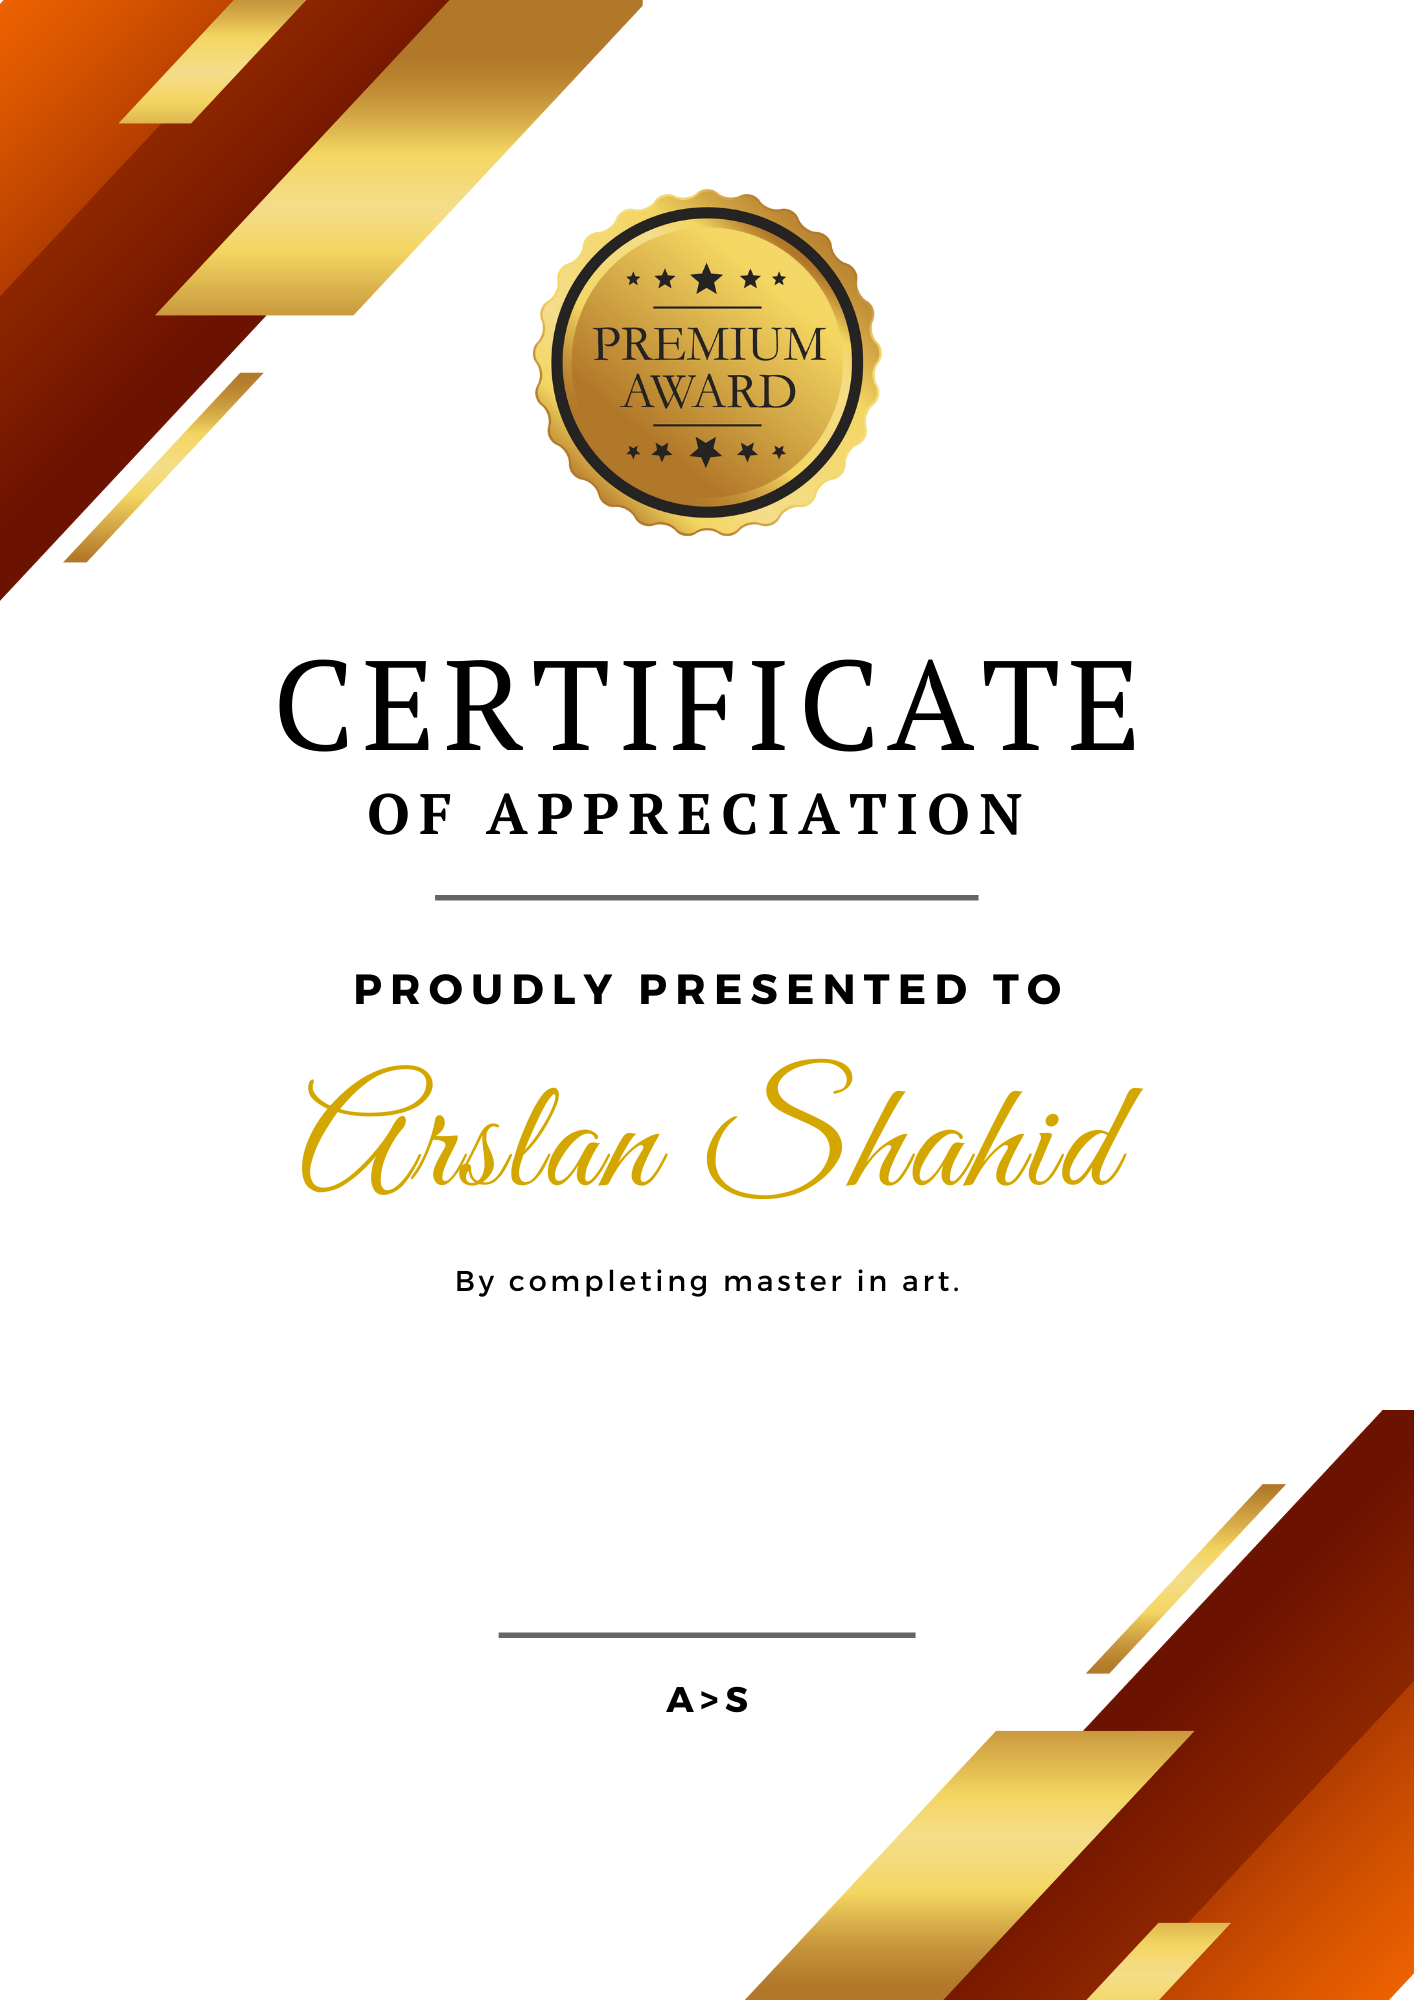 PREMIUM
AWARD
CERTIFICATE
OF APPRECIATION
PROUDLY PRESENTED TO
Arslan Shahid
By completing master in art.
A>S